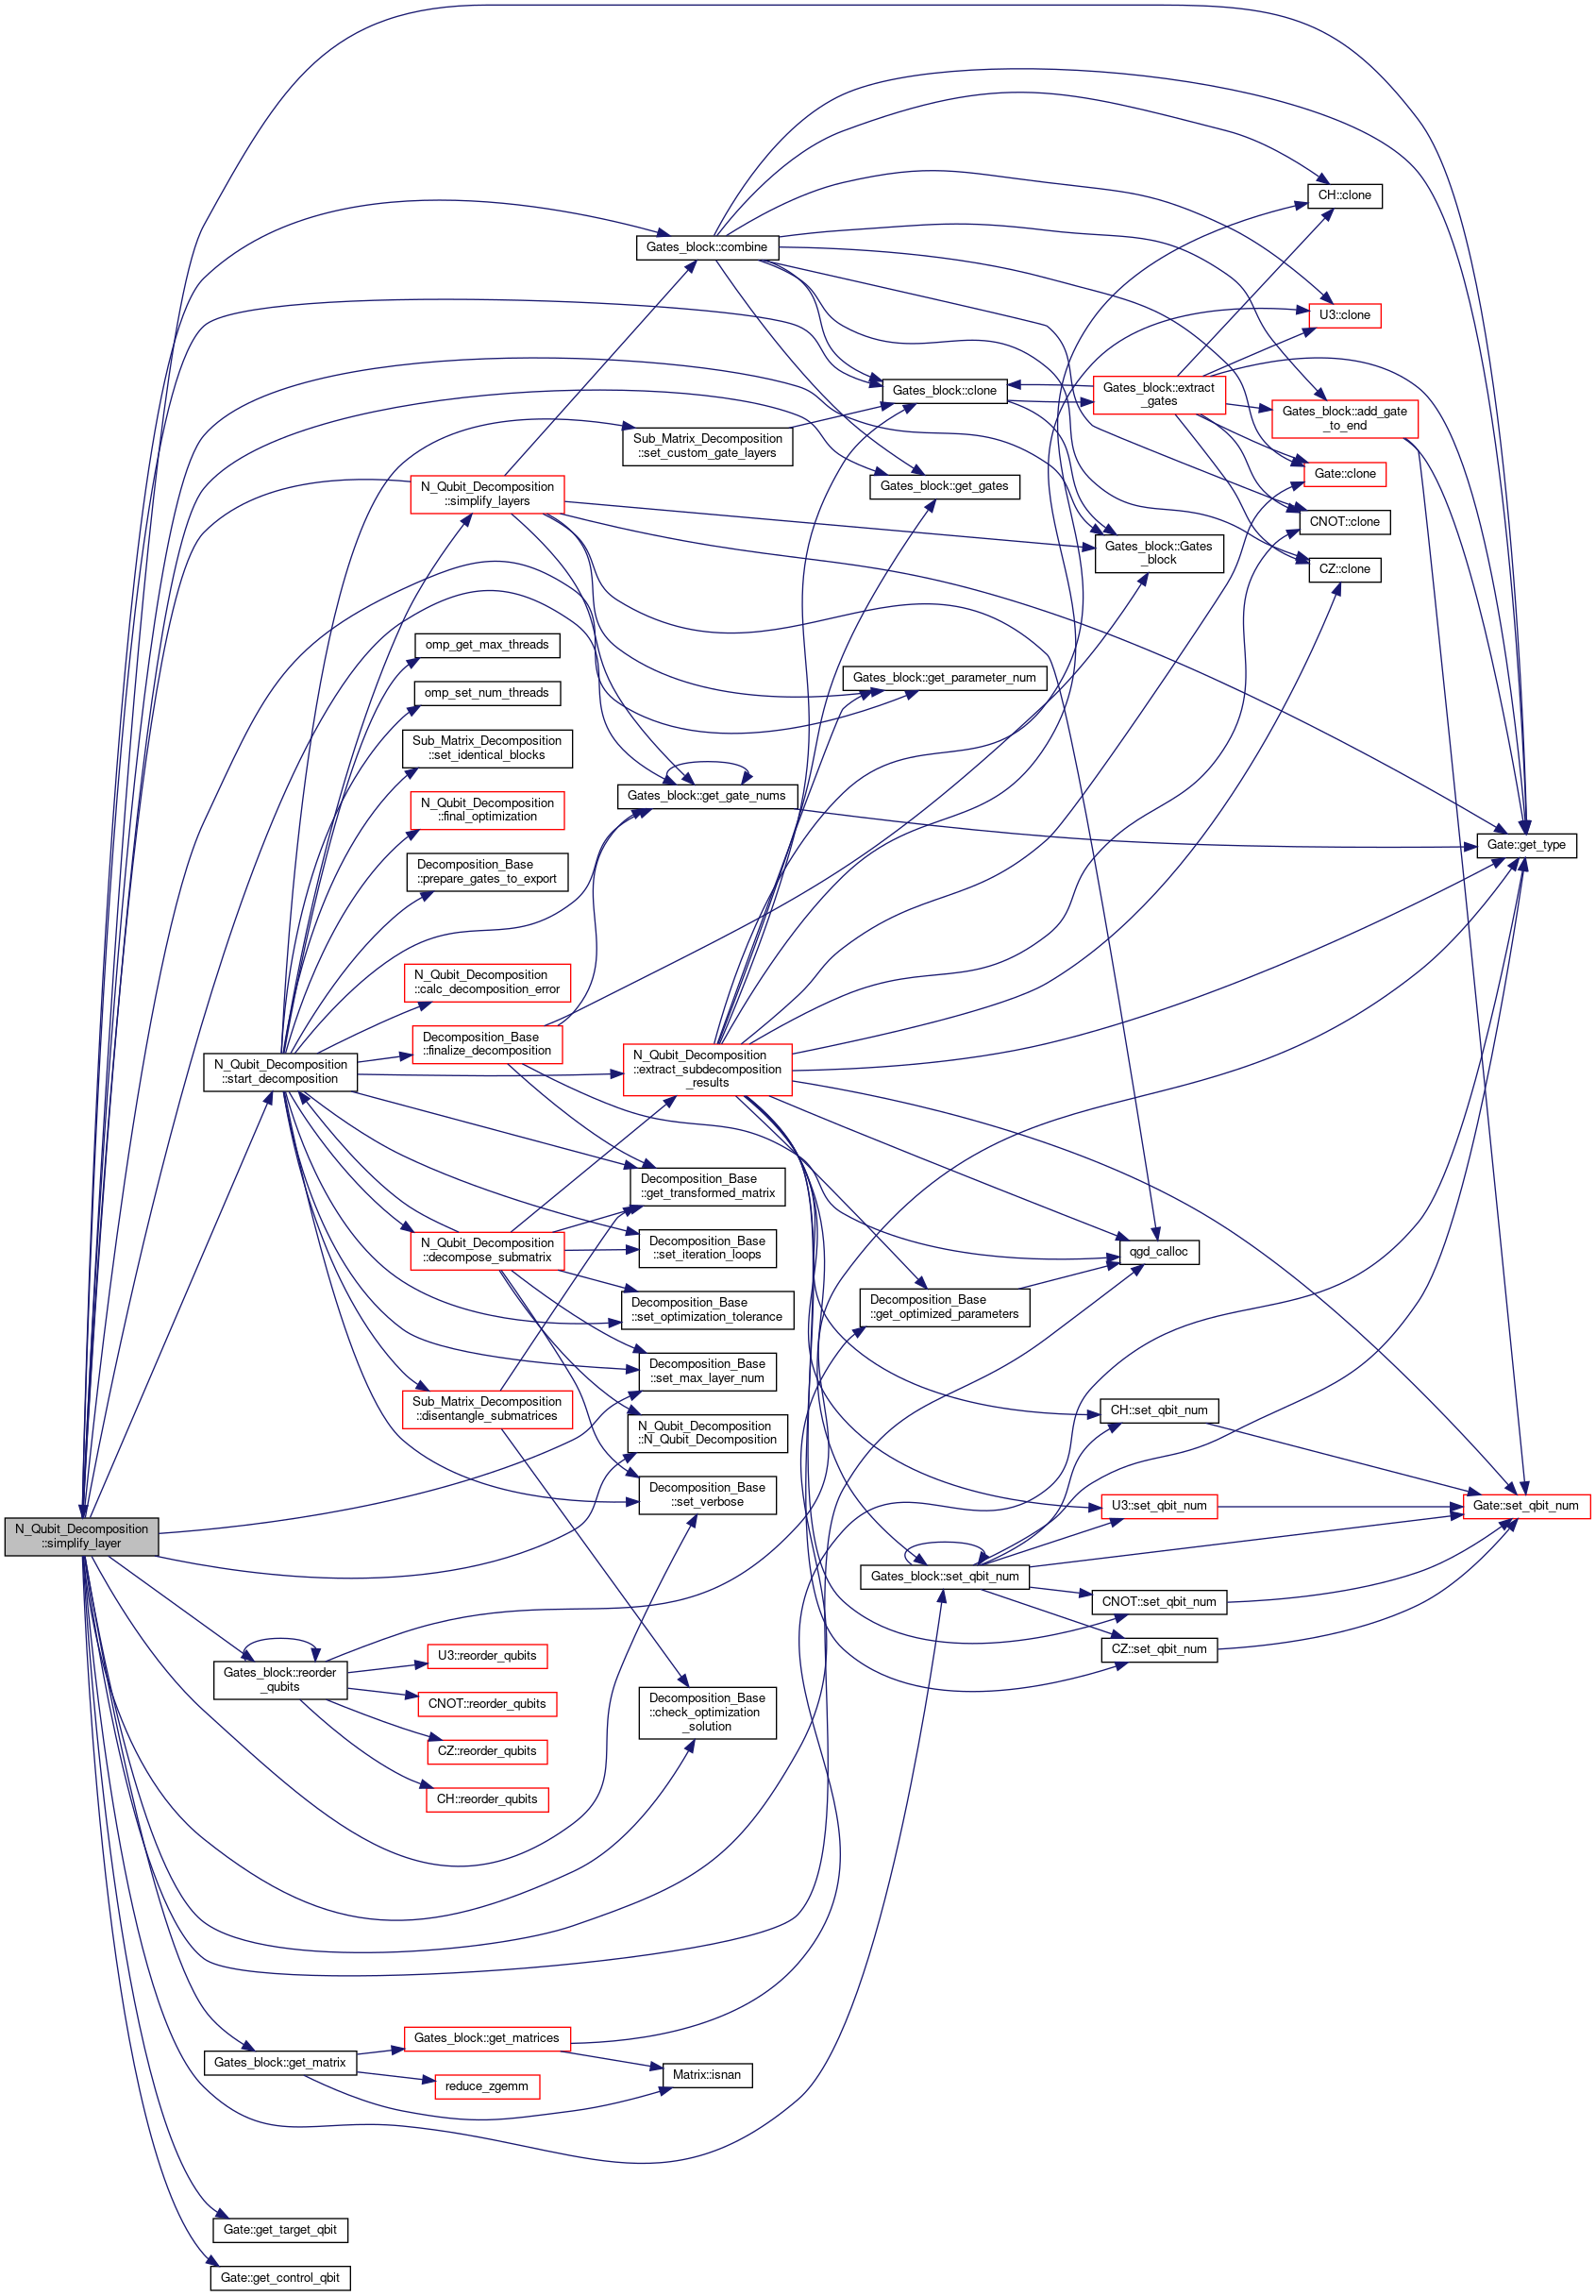 CH::clone
Gates_block::combine
U3::clone
Gates_block::clone
Gates_block::extract
_gates
Gates_block::add_gate
_to_end
Sub_Matrix_Decomposition
::set_custom_gate_layers
Gate::clone
N_Qubit_Decomposition
::simplify_layers
Gates_block::get_gates
CNOT::clone
Gates_block::Gates
_block
CZ::clone
omp_get_max_threads
Gates_block::get_parameter_num
omp_set_num_threads
Sub_Matrix_Decomposition
::set_identical_blocks
Gates_block::get_gate_nums
N_Qubit_Decomposition
::final_optimization
Gate::get_type
Decomposition_Base
::prepare_gates_to_export
N_Qubit_Decomposition
::calc_decomposition_error
Decomposition_Base
::finalize_decomposition
N_Qubit_Decomposition
::extract_subdecomposition
_results
N_Qubit_Decomposition
::start_decomposition
Decomposition_Base
::get_transformed_matrix
N_Qubit_Decomposition
::decompose_submatrix
Decomposition_Base
::set_iteration_loops
qgd_calloc
Decomposition_Base
::set_optimization_tolerance
Decomposition_Base
::get_optimized_parameters
Decomposition_Base
::set_max_layer_num
Sub_Matrix_Decomposition
::disentangle_submatrices
CH::set_qbit_num
N_Qubit_Decomposition
::N_Qubit_Decomposition
Decomposition_Base
::set_verbose
U3::set_qbit_num
Gate::set_qbit_num
N_Qubit_Decomposition
::simplify_layer
Gates_block::set_qbit_num
CNOT::set_qbit_num
CZ::set_qbit_num
U3::reorder_qubits
Gates_block::reorder
_qubits
CNOT::reorder_qubits
Decomposition_Base
::check_optimization
_solution
CZ::reorder_qubits
CH::reorder_qubits
Gates_block::get_matrices
Gates_block::get_matrix
Matrix::isnan
reduce_zgemm
Gate::get_target_qbit
Gate::get_control_qbit